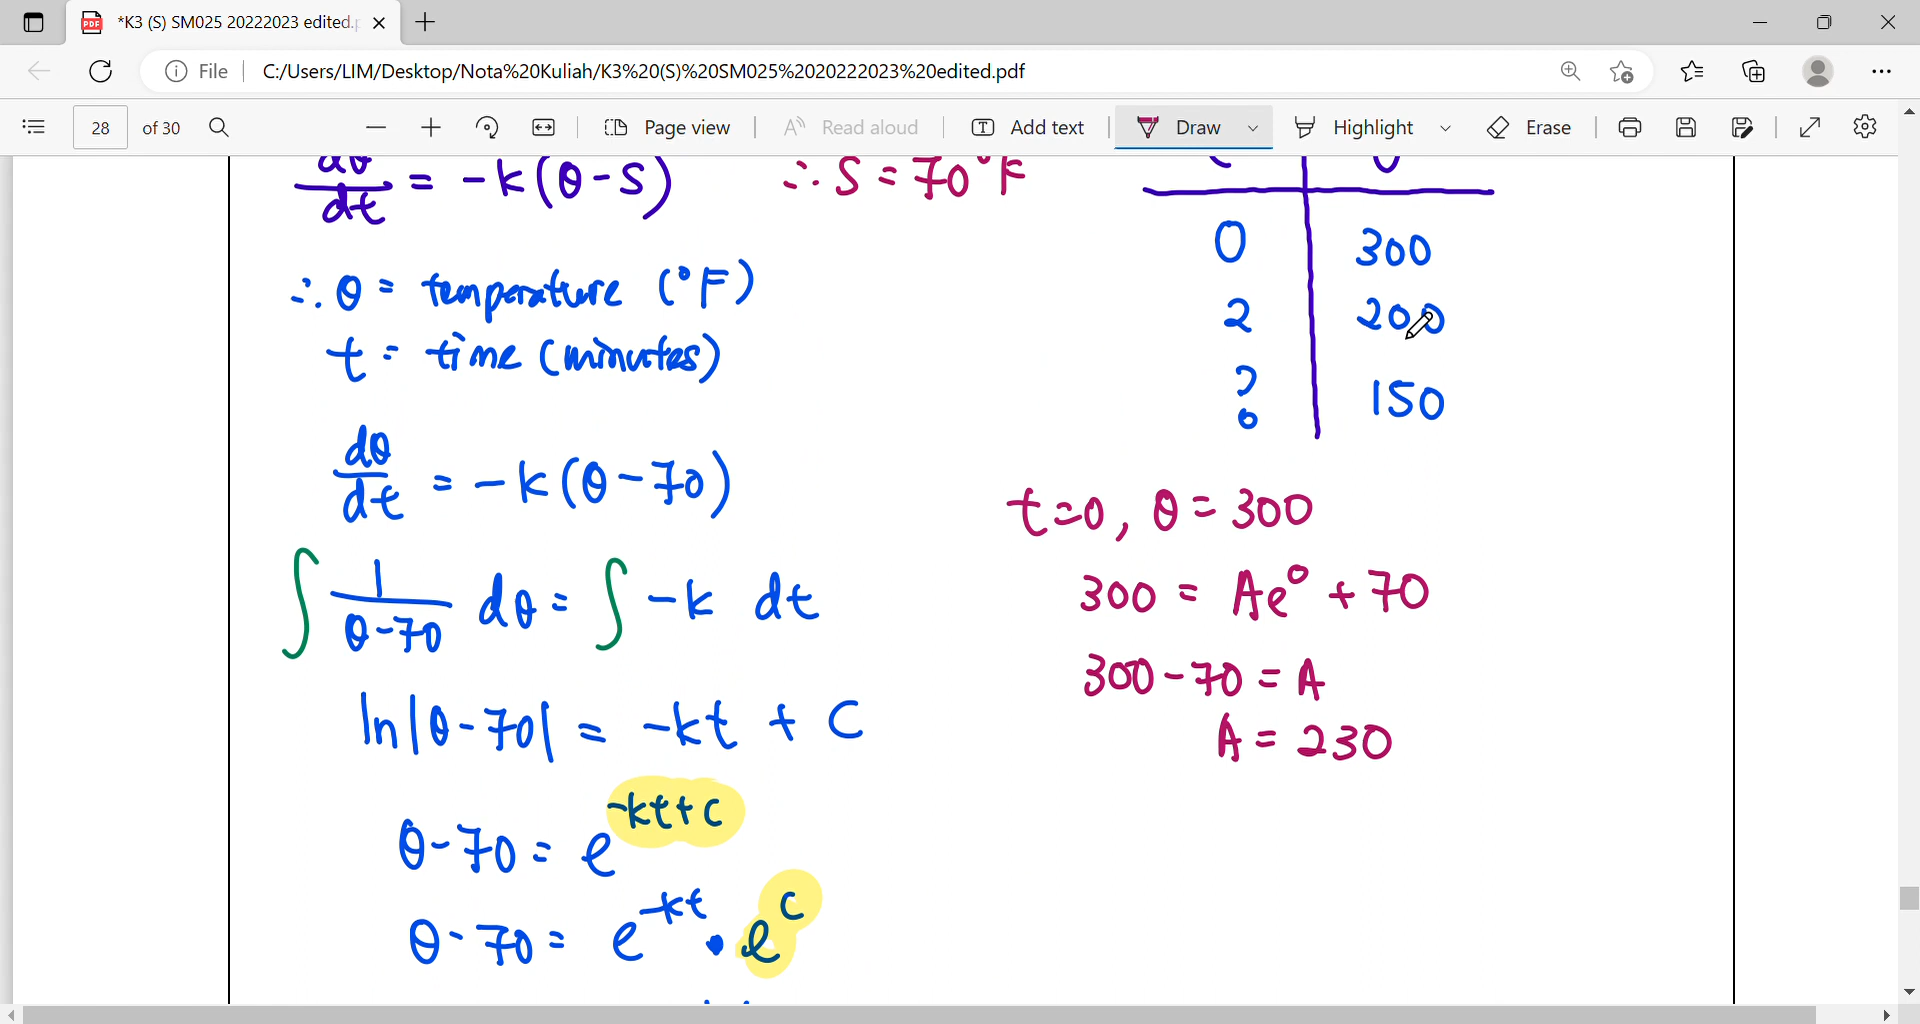 *K3 (S) SM025 20222023 edited.p
File
C:/Users/LIM/Desktop/Nota%20Kuliah/K3%20(S)%20SM025%2020222023%20edited.pdf
28 of 30
Page view
Read aloud
Add text
Draw
Highlight
Erase
dθ/dt = -k(θ-S)
∴ S = 70°F
t θ
0 300
2 200
? 150
∴ θ = temperature (°F)
t = time (minutes)
dθ/dt = -k(θ-70)
∫ 1/(θ-70) dθ = ∫ -k dt
ln|θ-70| = -kt + C
θ-70 = e^(-kt+C)
θ-70 = e^(-kt) • e^C
t=0, θ = 300
300 = Ae⁰ + 70
300-70 = A
A = 230